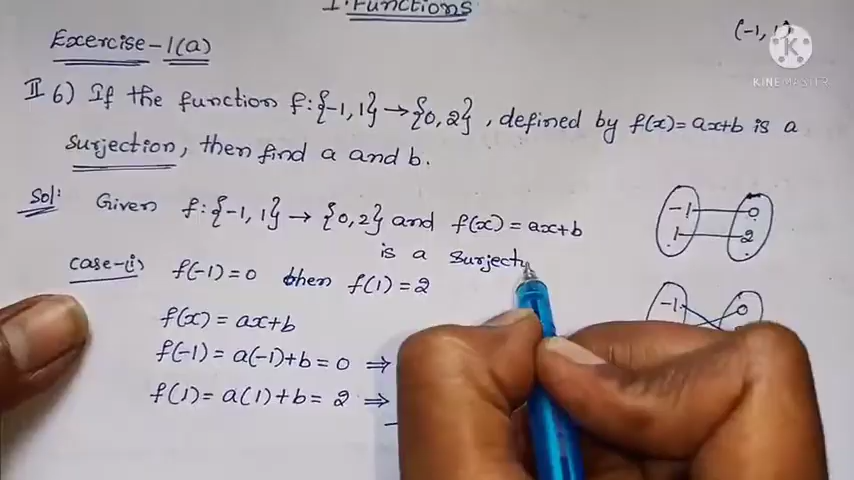 I. Functions
(-1, 1)
K
KINEMASTER
Exercise-1(a)
II 6) If the function f:{-1,1}→{0,2}, defined by f(x)=ax+b is a
surjection, then find a and b.
Sol: Given f:{-1,1}→{0,2} and f(x)=ax+b
is a Surject
-1 0
1 2
case-(i) f(-1)=0 then f(1)=2
-1 0
f(x)=ax+b
f(-1)=a(-1)+b=0 ⇒
f(1)=a(1)+b=2 ⇒